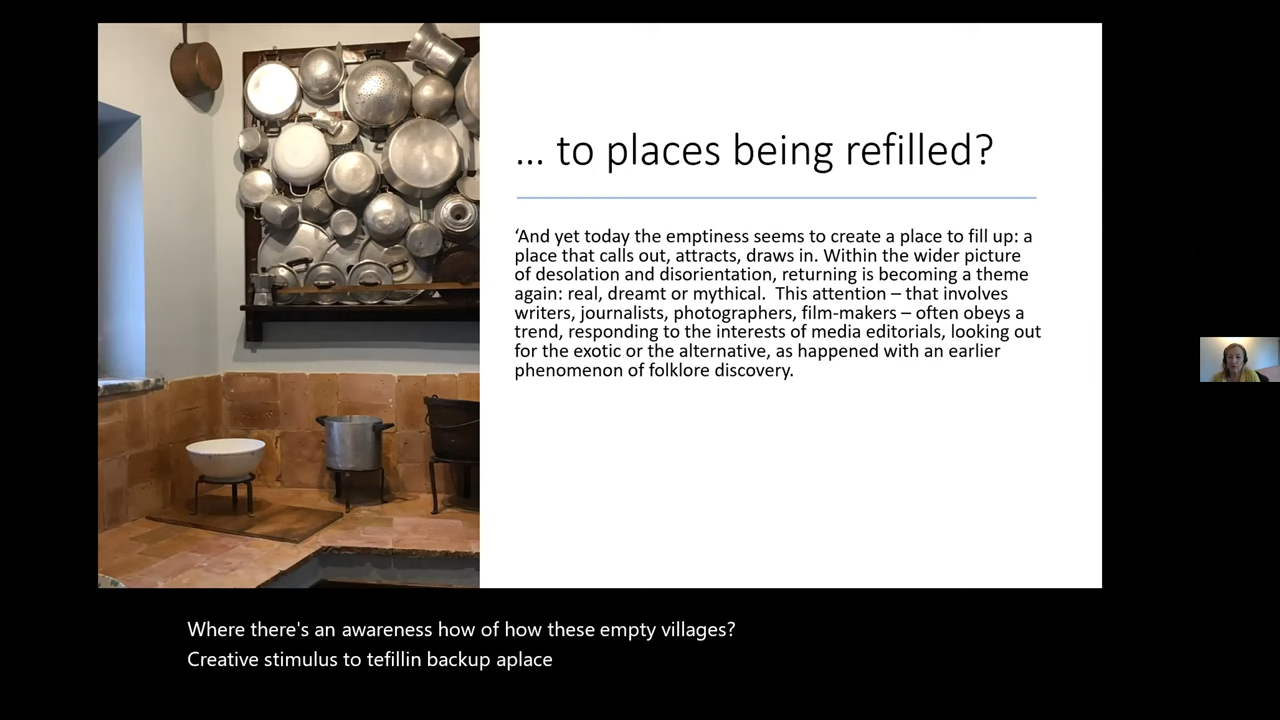 ... to places being refilled?
‘And yet today the emptiness seems to create a place to fill up: a
place that calls out, attracts, draws in. Within the wider picture
of desolation and disorientation, returning is becoming a theme
again: real, dreamt or mythical.  This attention – that involves
writers, journalists, photographers, film-makers – often obeys a
trend, responding to the interests of media editorials, looking out
for the exotic or the alternative, as happened with an earlier
phenomenon of folklore discovery.
Where there's an awareness how of how these empty villages?
Creative stimulus to tefillin backup aplace